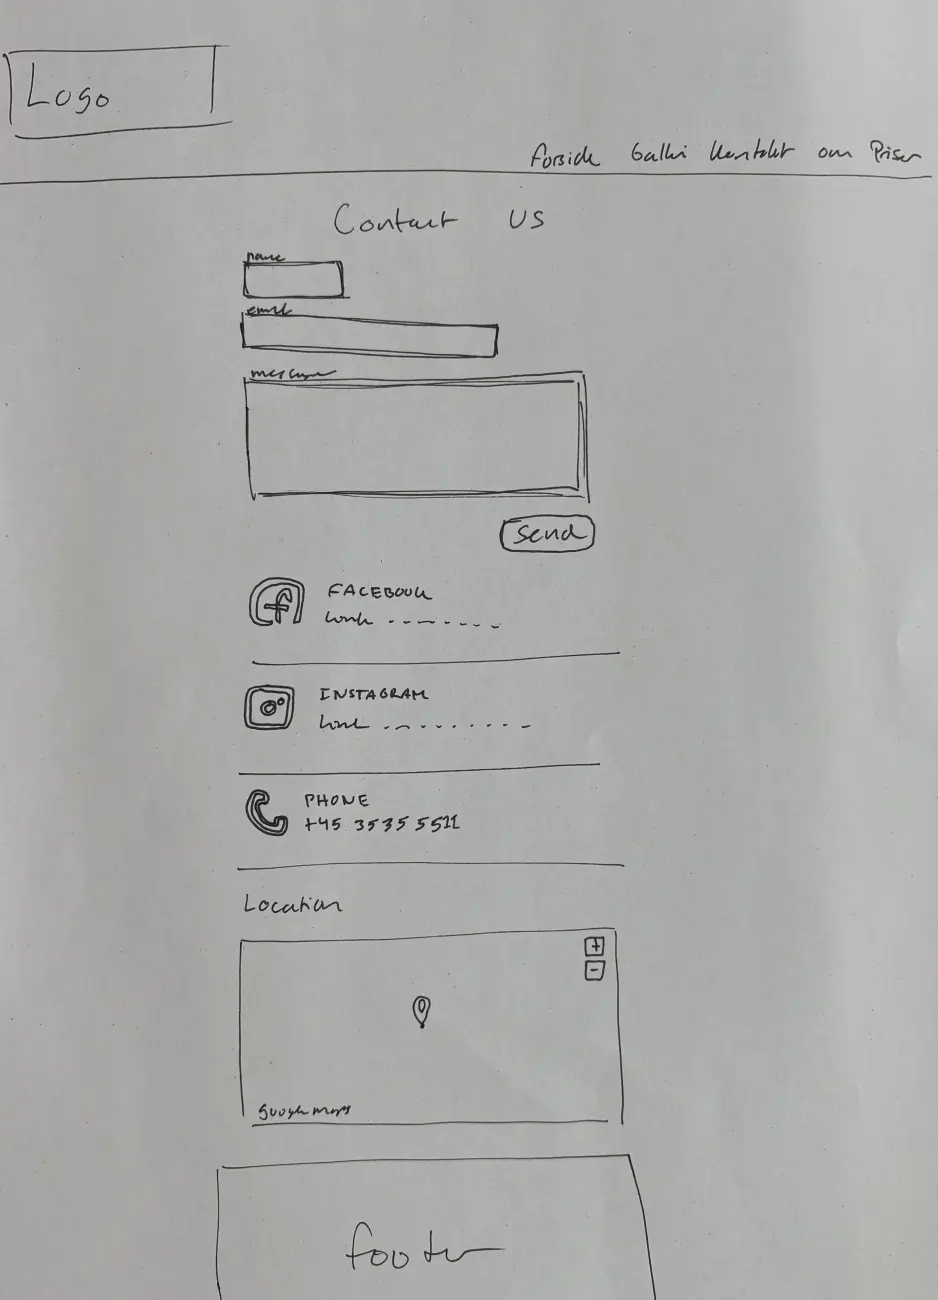 Logo
Forside Galleri Kontakt om Priser
Contact US
name
email
message
Send
f
FACEBOOK
link
INSTAGRAM
link
PHONE
+45 3535 5511
Location
+
-
google maps
footer